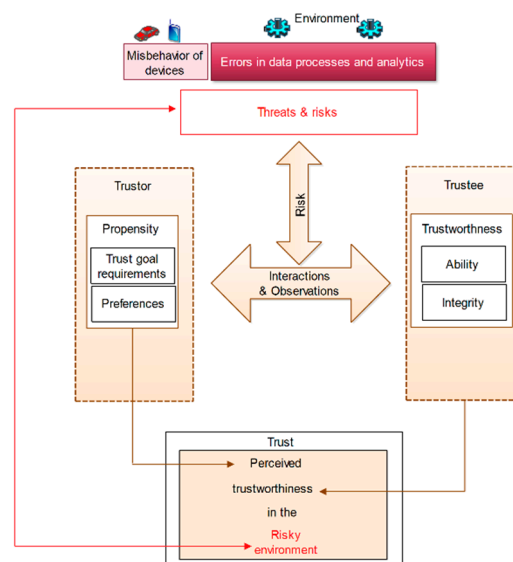 Environment
Misbehavior of
devices
Errors in data processes and analytics
Threats & risks
Trustor
Trustee
Risk
Propensity
Trust goal
requirements
Preferences
Interactions
& Observations
Trustworthness
Ability
Integrity
Trust
Perceived
trustworthiness
in the
Risky
environment